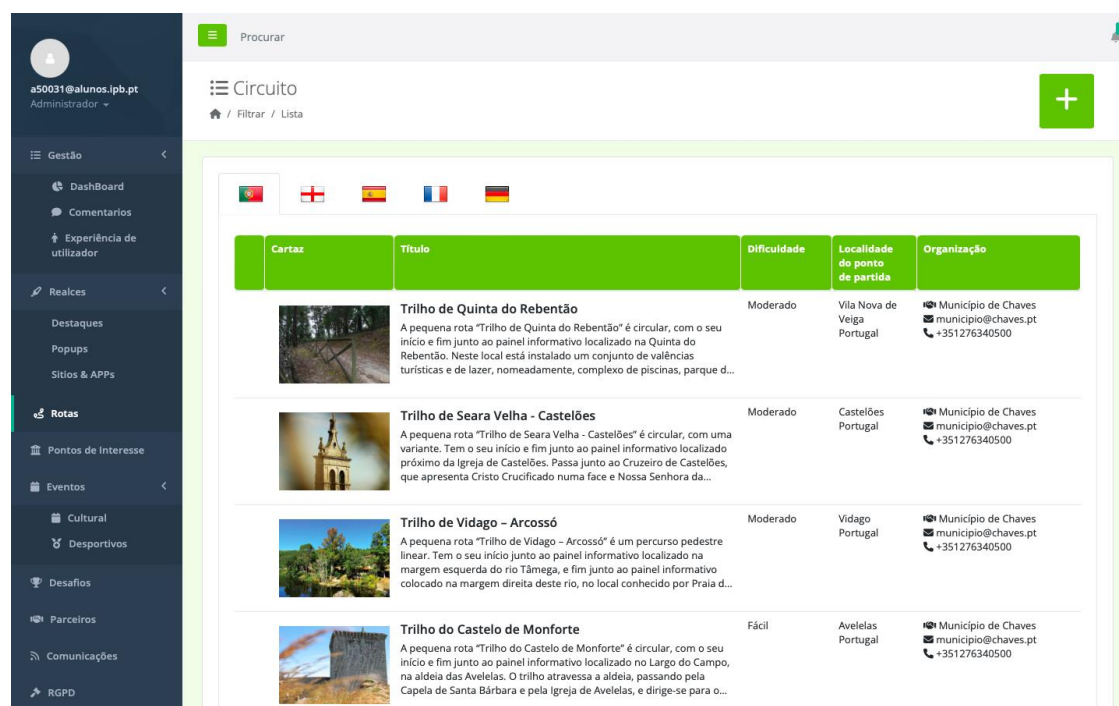 Procurar
a50031@alunos.ipb.pt
Administrador
Circuito
/ Filtrar / Lista
Gestão
DashBoard
Comentarios
Experiência de
utilizador
Realces
Destaques
Popups
Sitios & APPs
Rotas
Pontos de Interesse
Eventos
Cultural
Desportivos
Desafios
Parceiros
Comunicações
RGPD
Cartaz
Título
Dificuldade
Localidade
do ponto
de partida
Organização
Trilho de Quinta do Rebentão
A pequena rota “Trilho de Quinta do Rebentão” é circular, com o seu
início e fim junto ao painel informativo localizado na Quinta do
Rebentão. Neste local está instalado um conjunto de valências
turísticas e de lazer, nomeadamente, complexo de piscinas, parque d...
Moderado
Vila Nova de
Veiga
Portugal
Município de Chaves
municipio@chaves.pt
+351276340500
Trilho de Seara Velha - Castelões
A pequena rota “Trilho de Seara Velha - Castelões” é circular, com uma
variante. Tem o seu início e fim junto ao painel informativo localizado
próximo da Igreja de Castelões. Passa junto ao Cruzeiro de Castelões,
que apresenta Cristo Crucificado numa face e Nossa Senhora da...
Moderado
Castelões
Portugal
Município de Chaves
municipio@chaves.pt
+351276340500
Trilho de Vidago – Arcossó
A pequena rota “Trilho de Vidago – Arcossó” é um percurso pedestre
linear. Tem o seu início junto ao painel informativo localizado na
margem esquerda do rio Tâmega, e fim junto ao painel informativo
colocado na margem direita deste rio, no local conhecido por Praia d...
Moderado
Vidago
Portugal
Município de Chaves
municipio@chaves.pt
+351276340500
Trilho do Castelo de Monforte
A pequena rota “Trilho do Castelo de Monforte” é circular, com o seu
início e fim junto ao painel informativo localizado no Largo do Campo,
na aldeia das Avelelas. O trilho atravessa a aldeia, passando pela
Capela de Santa Bárbara e pela Igreja de Avelelas, e dirige-se para o...
Fácil
Avelelas
Portugal
Município de Chaves
municipio@chaves.pt
+351276340500